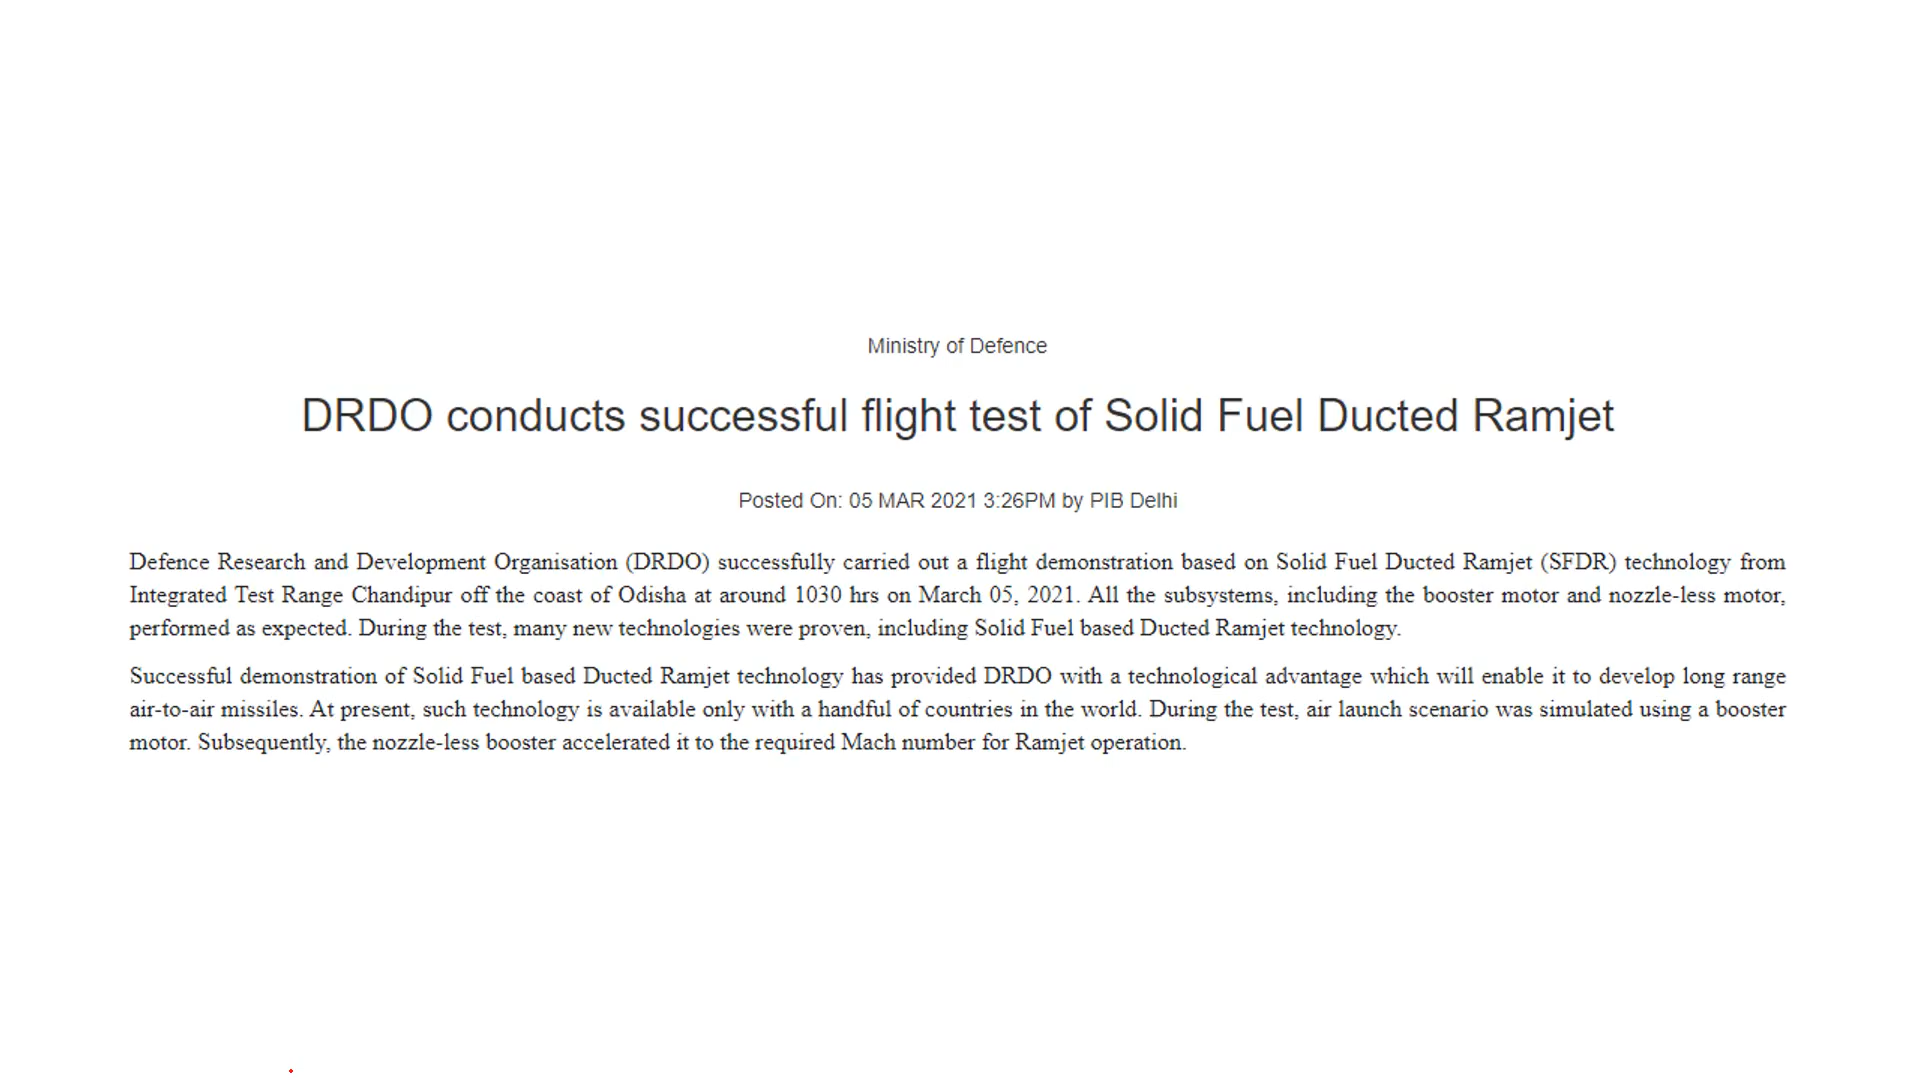 Ministry of Defence
DRDO conducts successful flight test of Solid Fuel Ducted Ramjet
Posted On: 05 MAR 2021 3:26PM by PIB Delhi
Defence Research and Development Organisation (DRDO) successfully carried out a flight demonstration based on Solid Fuel Ducted Ramjet (SFDR) technology from
Integrated Test Range Chandipur off the coast of Odisha at around 1030 hrs on March 05, 2021. All the subsystems, including the booster motor and nozzle-less motor,
performed as expected. During the test, many new technologies were proven, including Solid Fuel based Ducted Ramjet technology.
Successful demonstration of Solid Fuel based Ducted Ramjet technology has provided DRDO with a technological advantage which will enable it to develop long range
air-to-air missiles. At present, such technology is available only with a handful of countries in the world. During the test, air launch scenario was simulated using a booster
motor. Subsequently, the nozzle-less booster accelerated it to the required Mach number for Ramjet operation.